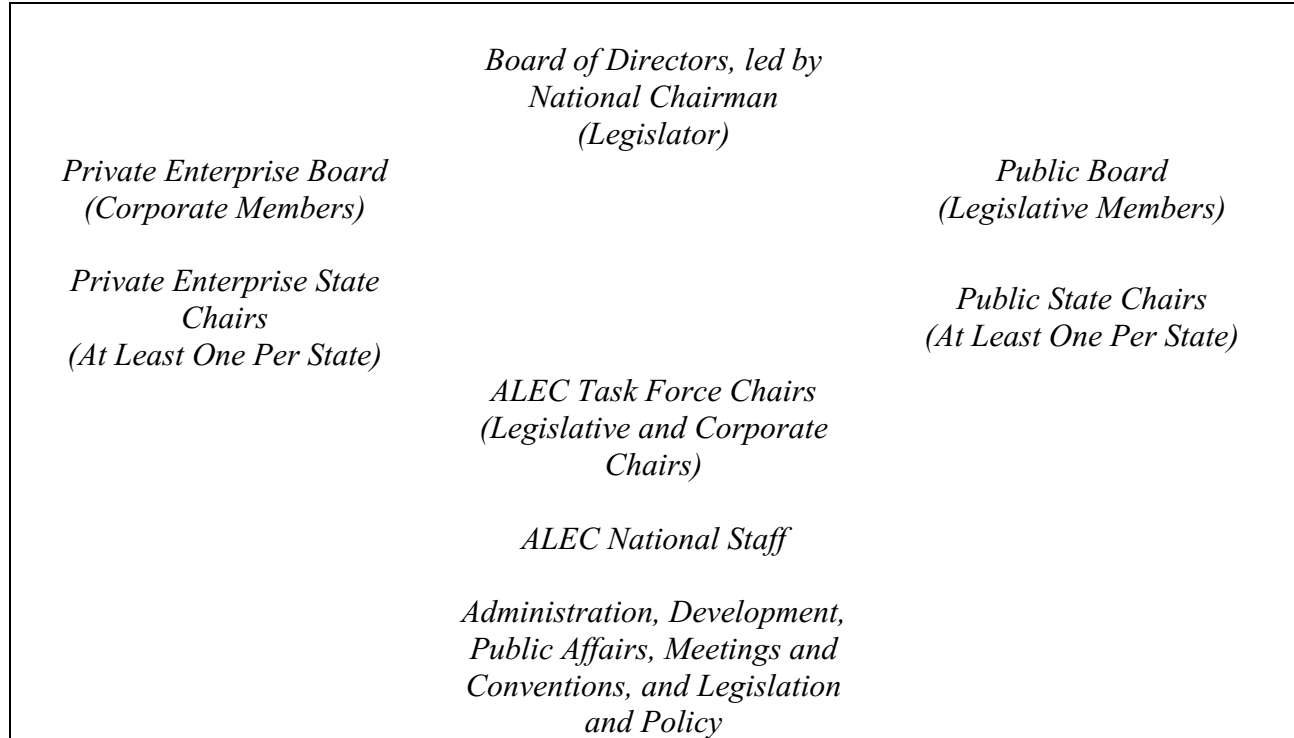 Board of Directors, led by
National Chairman
(Legislator)
Private Enterprise Board
(Corporate Members)
Public Board
(Legislative Members)
Private Enterprise State
Chairs
(At Least One Per State)
Public State Chairs
(At Least One Per State)
ALEC Task Force Chairs
(Legislative and Corporate
Chairs)
ALEC National Staff
Administration, Development,
Public Affairs, Meetings and
Conventions, and Legislation
and Policy